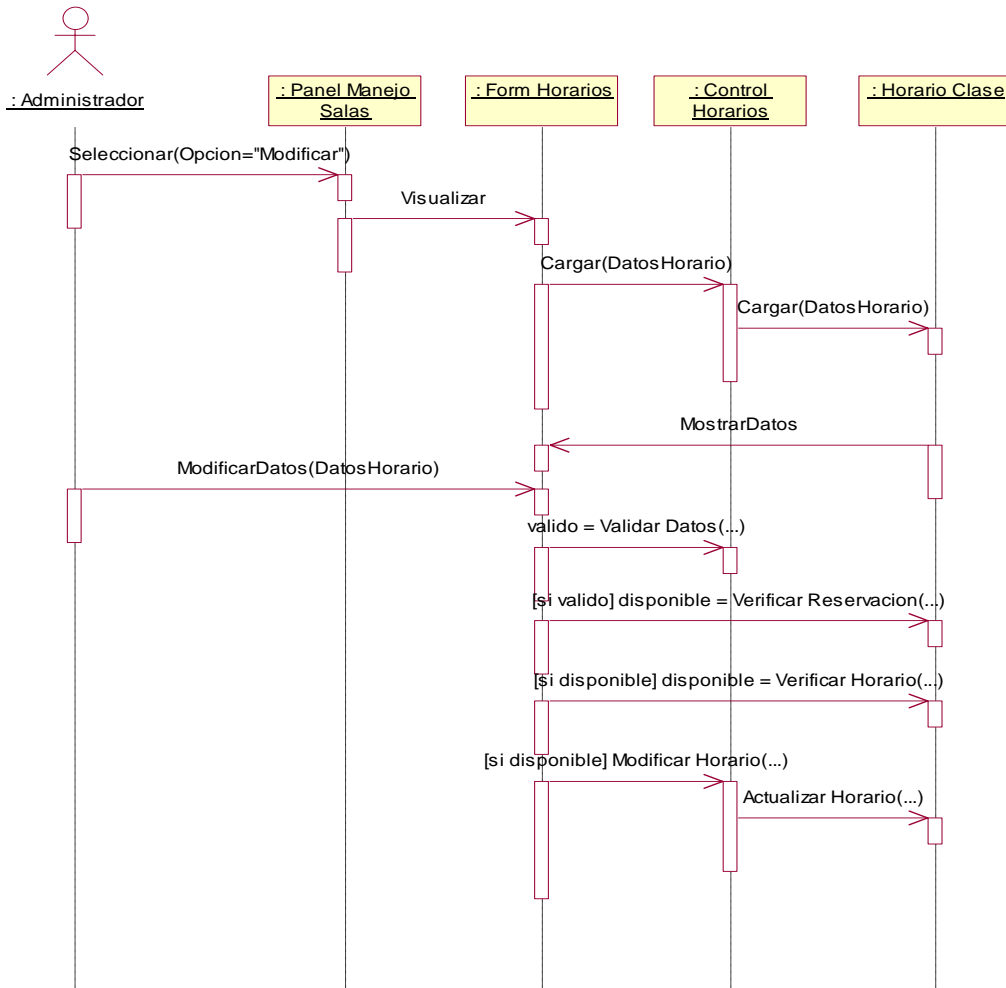 : Administrador
: Panel Manejo
Salas
: Form Horarios
: Control
Horarios
: Horario Clase
Seleccionar(Opcion="Modificar")
Visualizar
Cargar(DatosHorario)
Cargar(DatosHorario)
MostrarDatos
ModificarDatos(DatosHorario)
valido = Validar Datos(...)
[si valido] disponible = Verificar Reservacion(...)
[si disponible] disponible = Verificar Horario(...)
[si disponible] Modificar Horario(...)
Actualizar Horario(...)